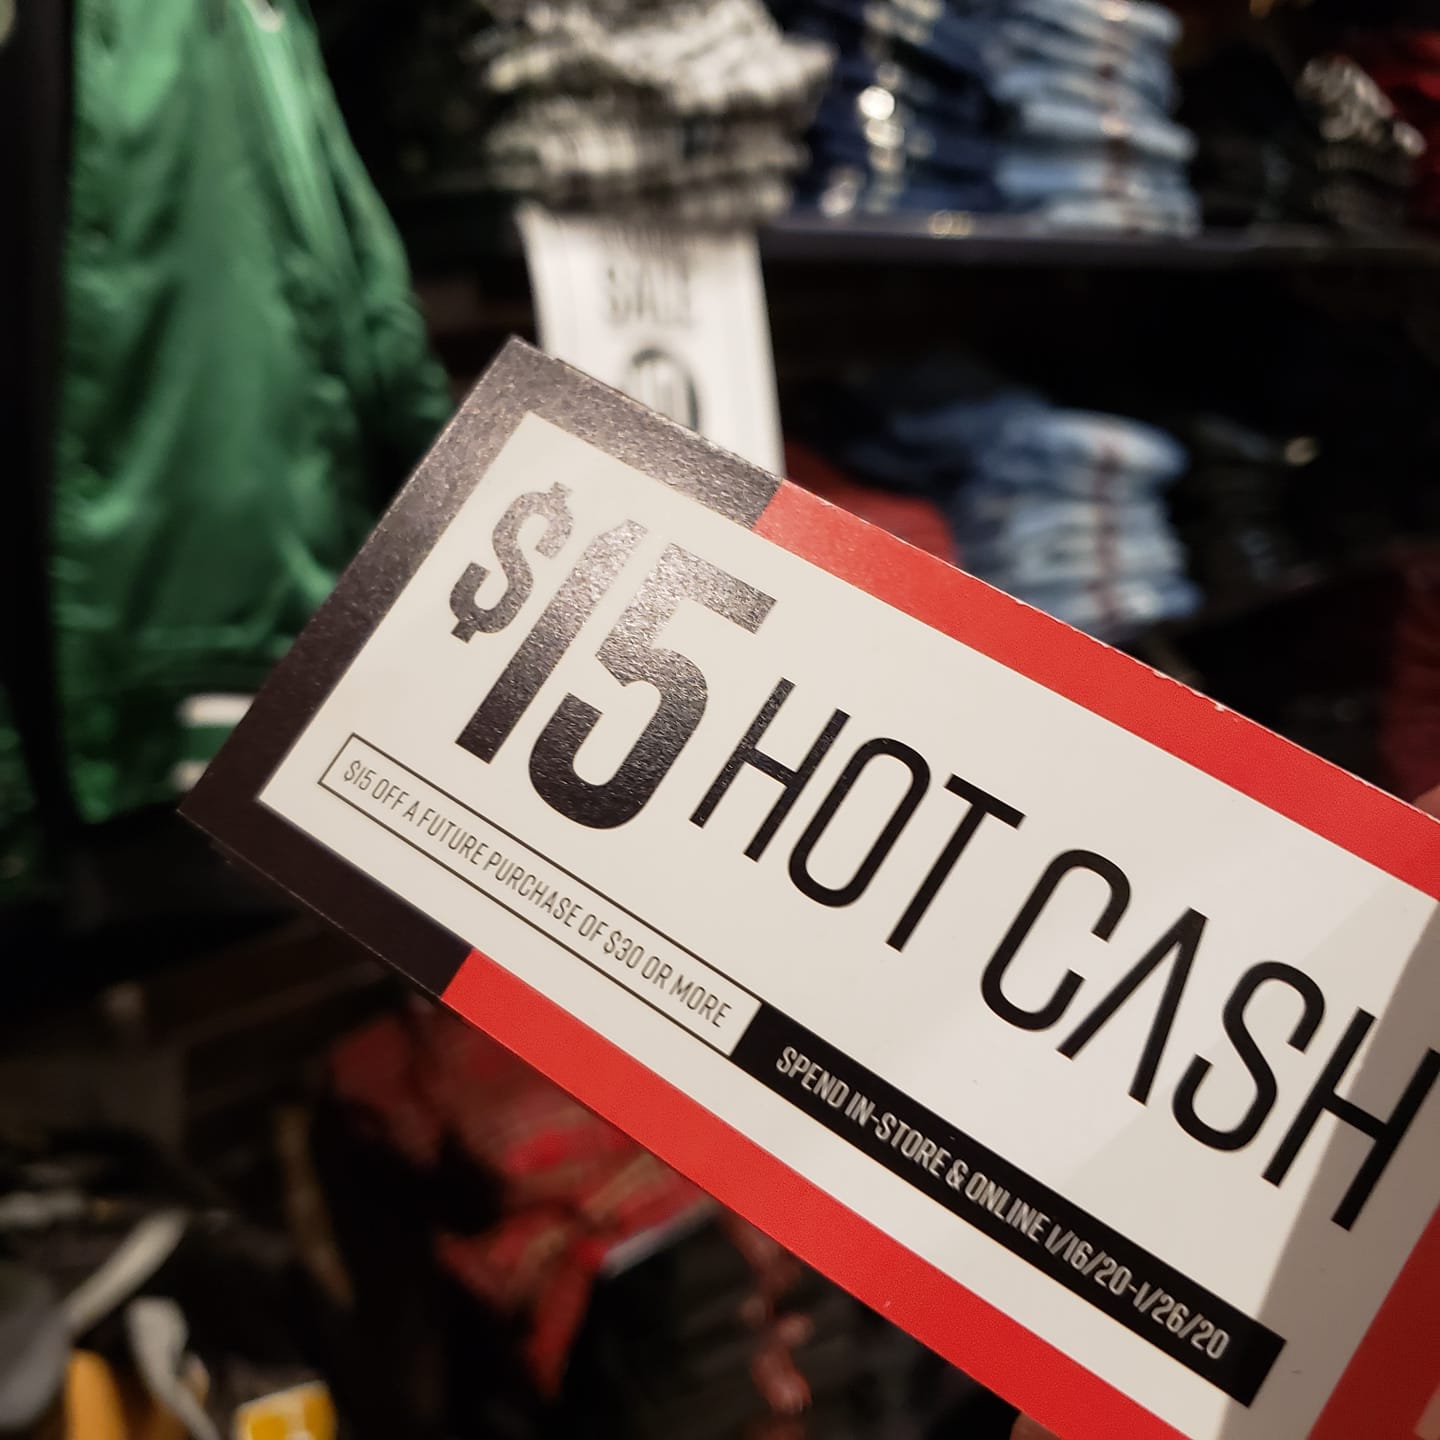 SALE
$15 HOT CASH
$15 OFF A FUTURE PURCHASE OF $30 OR MORE
SPEND IN-STORE & ONLINE 1/16/20-1/26/20